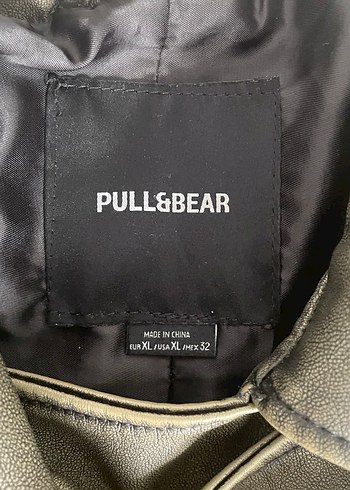 PULL&BEAR
MADE IN CHINA
EUR XL / USA XL / MEX 32